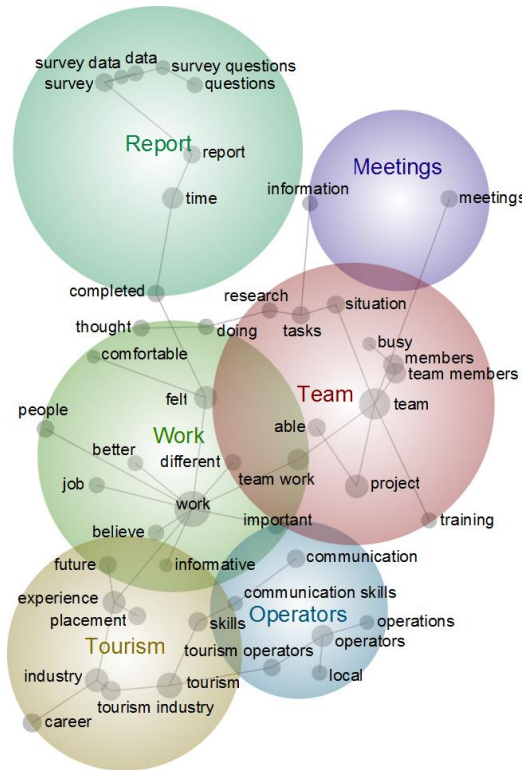 survey data
data
survey questions
survey
questions
Report
report
Meetings
information
meetings
time
completed
research
situation
thought
doing
tasks
busy
comfortable
members
team members
felt
Team
team
people
able
Work
better
different
team work
job
project
work
important
training
believe
future
informative
communication
experience
communication skills
placement
skills
Operators
operations
Tourism
tourism operators
operators
industry
tourism
local
tourism industry
career